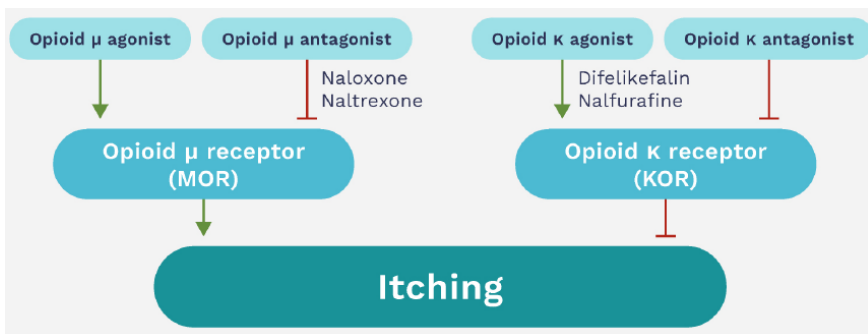 Opioid μ agonist
Opioid μ antagonist
Opioid κ agonist
Opioid κ antagonist
Naloxone
Naltrexone
Difelikefalin
Nalfurafine
Opioid μ receptor
(MOR)
Opioid κ receptor
(KOR)
Itching